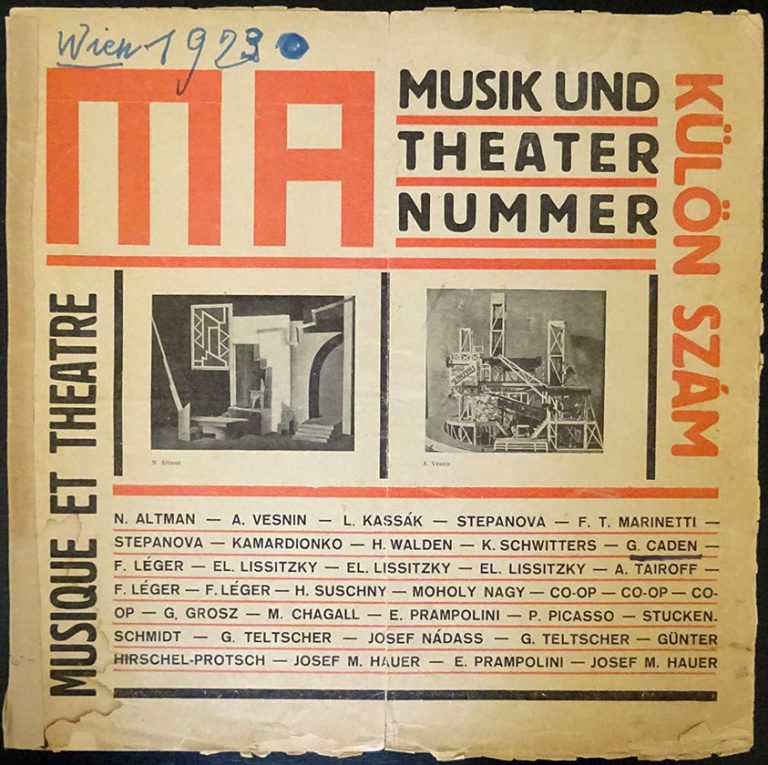 Wien 1923
MA
MUSIK UND
THEATER
NUMMER
KÜLÖN SZÁM
MUSIQUE ET THEATRE
N. Altman
A. Vesnin
N. ALTMAN — A. VESNIN — L. KASSÁK — STEPANOVA — F. T. MARINETTI —
STEPANOVA — KAMARDIONKO — H. WALDEN — K. SCHWITTERS — G. CADEN —
F. LÉGER — EL. LISSITZKY — EL. LISSITZKY — EL. LISSITZKY — A. TAIROFF —
F. LÉGER — F. LÉGER — H. SUSCHNY — MOHOLY NAGY — CO-OP — CO-OP — CO-
OP — G. GROSZ — M. CHAGALL — E. PRAMPOLINI — P. PICASSO — STUCKEN-
SCHMIDT — G. TELTSCHER — JOSEF NÁDASS — G. TELTSCHER — GÜNTER
HIRSCHEL-PROTSCH — JOSEF M. HAUER — E. PRAMPOLINI — JOSEF M. HAUER